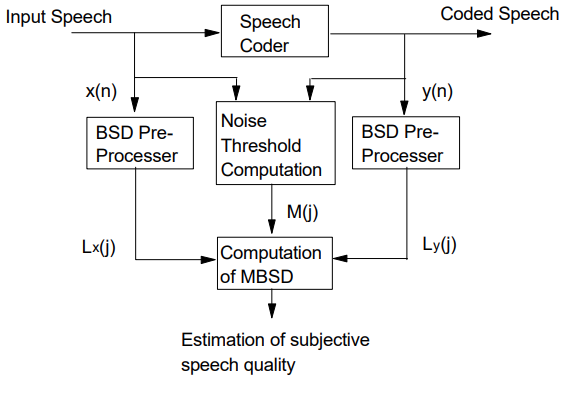 Input Speech
Speech
Coder
Coded Speech
x(n)
y(n)
BSD Pre-
Processer
Noise
Threshold
Computation
BSD Pre-
Processer
M(j)
Lx(j)
Ly(j)
Computation
of MBSD
Estimation of subjective
speech quality